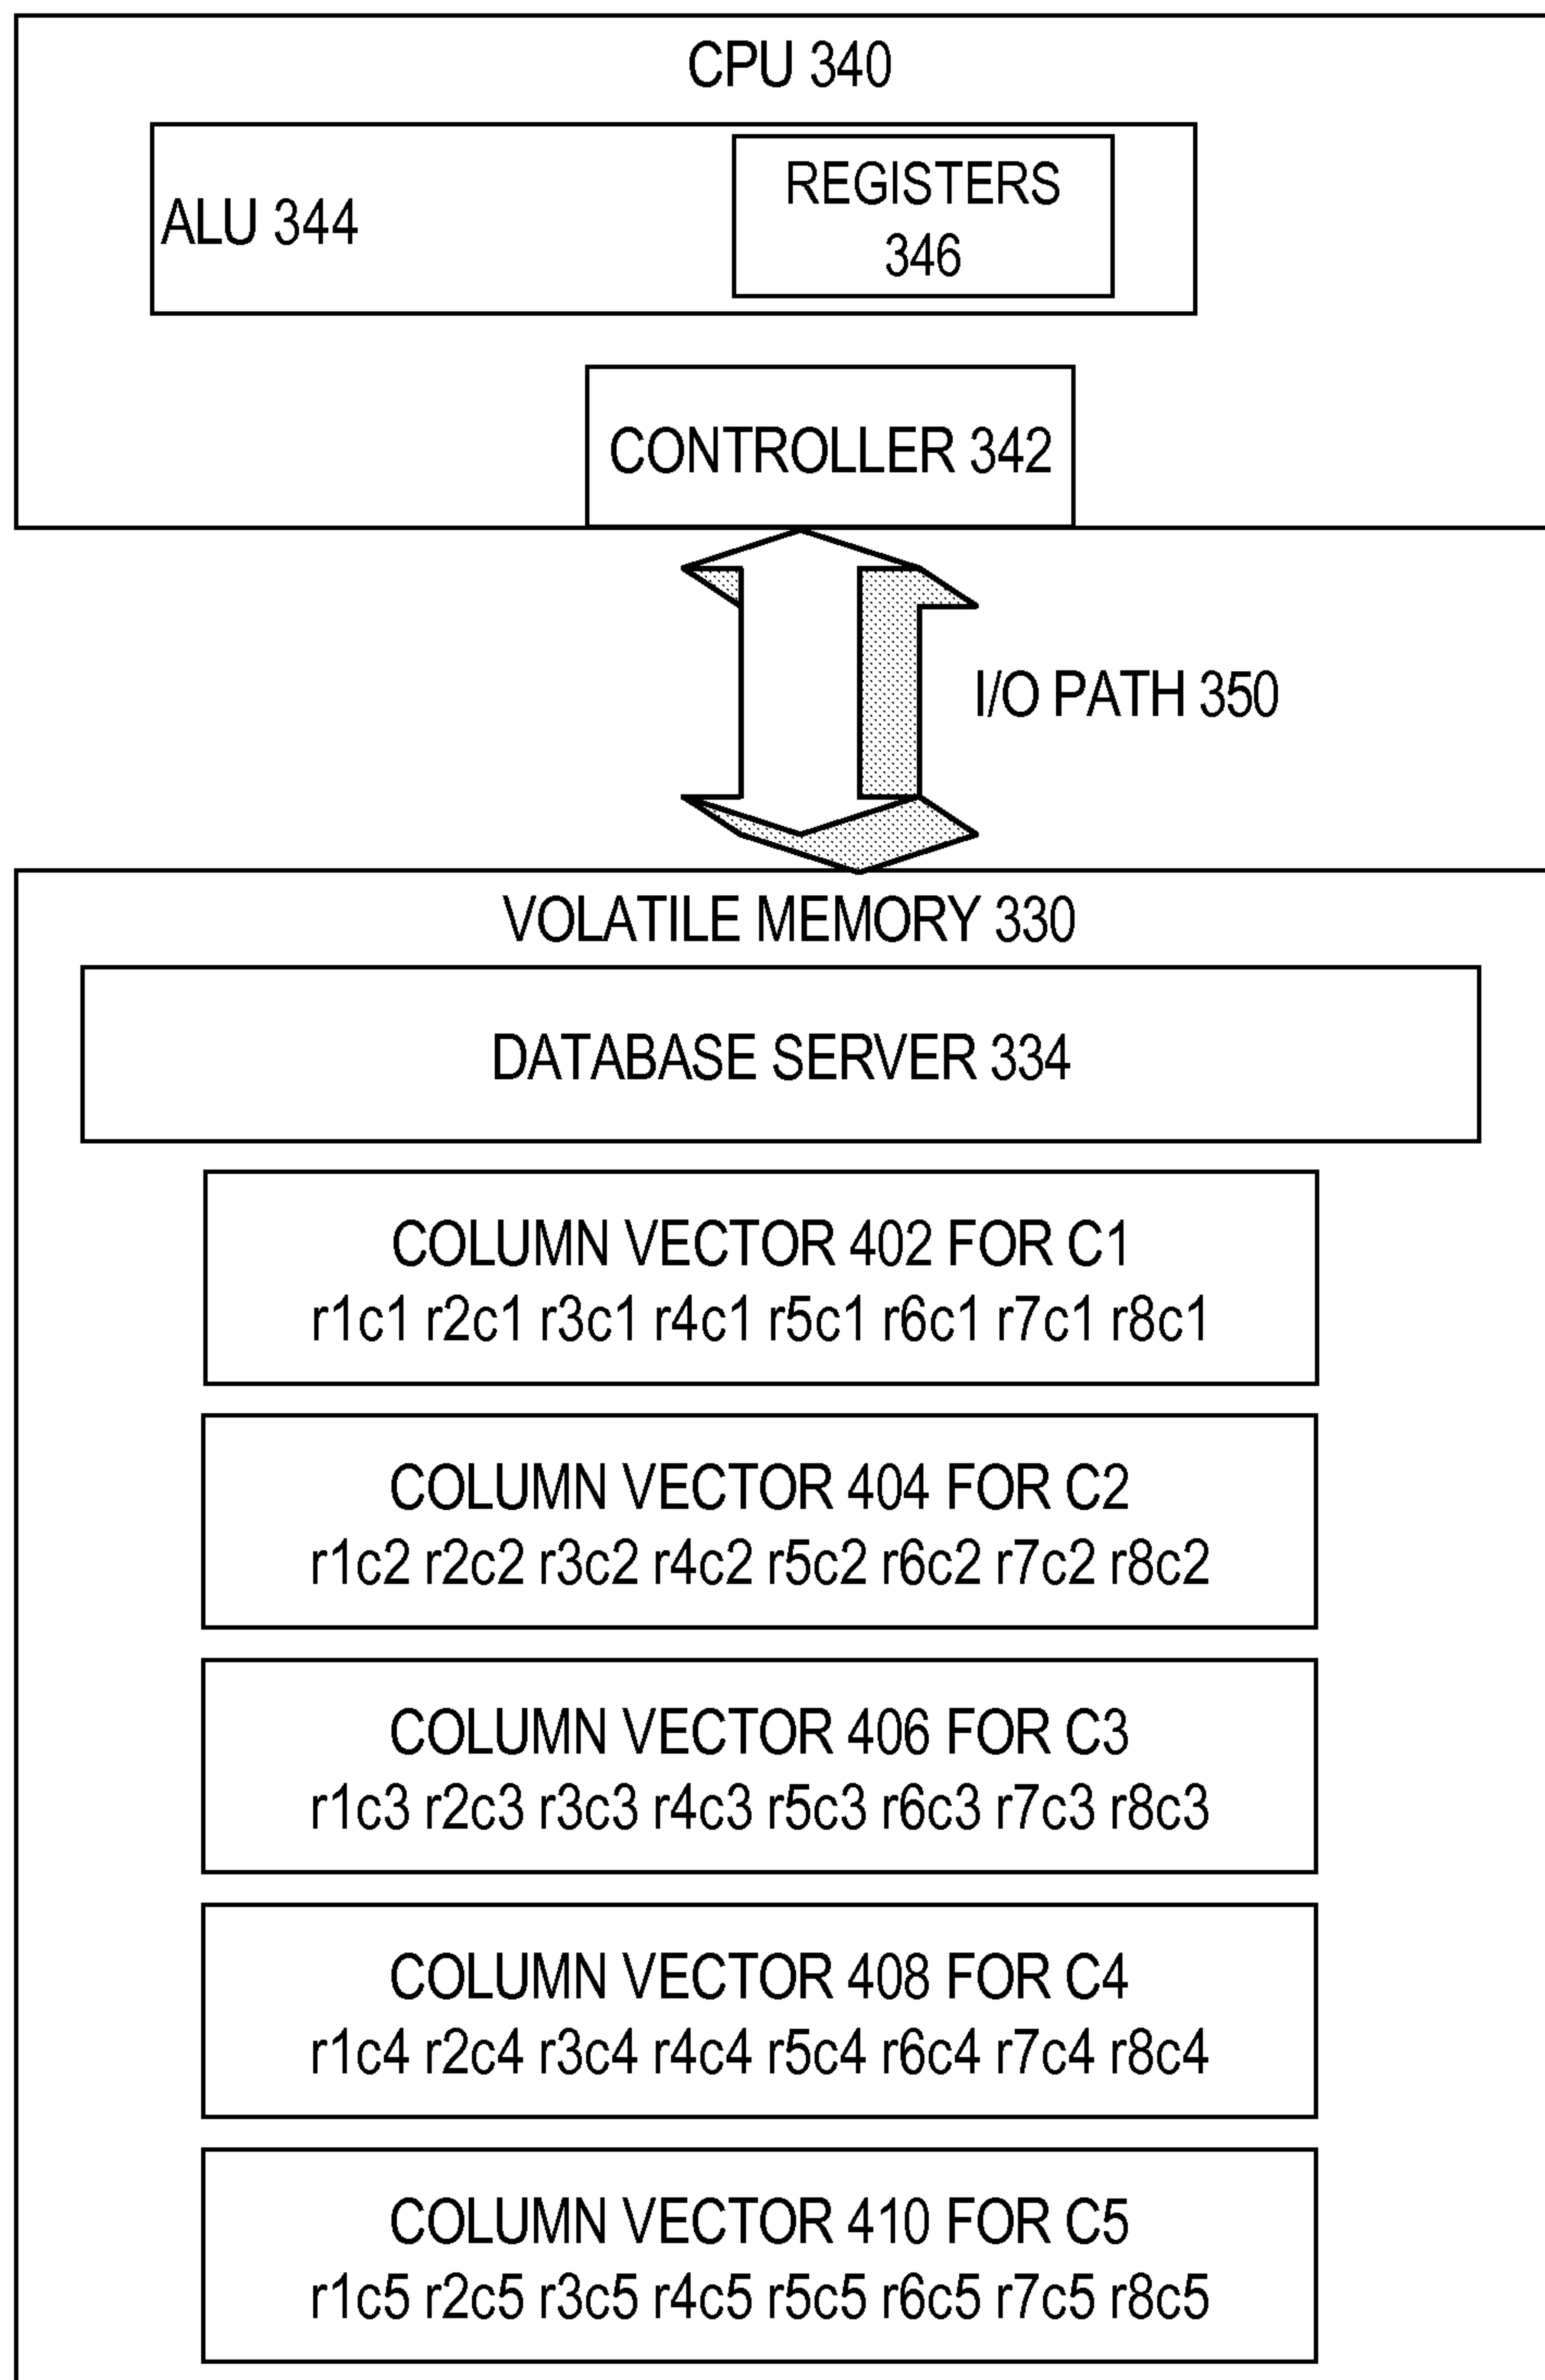 CPU 340
ALU 344
REGISTERS
346
CONTROLLER 342
I/O PATH 350
VOLATILE MEMORY 330
DATABASE SERVER 334
COLUMN VECTOR 402 FOR C1
r1c1 r2c1 r3c1 r4c1 r5c1 r6c1 r7c1 r8c1
COLUMN VECTOR 404 FOR C2
r1c2 r2c2 r3c2 r4c2 r5c2 r6c2 r7c2 r8c2
COLUMN VECTOR 406 FOR C3
r1c3 r2c3 r3c3 r4c3 r5c3 r6c3 r7c3 r8c3
COLUMN VECTOR 408 FOR C4
r1c4 r2c4 r3c4 r4c4 r5c4 r6c4 r7c4 r8c4
COLUMN VECTOR 410 FOR C5
r1c5 r2c5 r3c5 r4c5 r5c5 r6c5 r7c5 r8c5